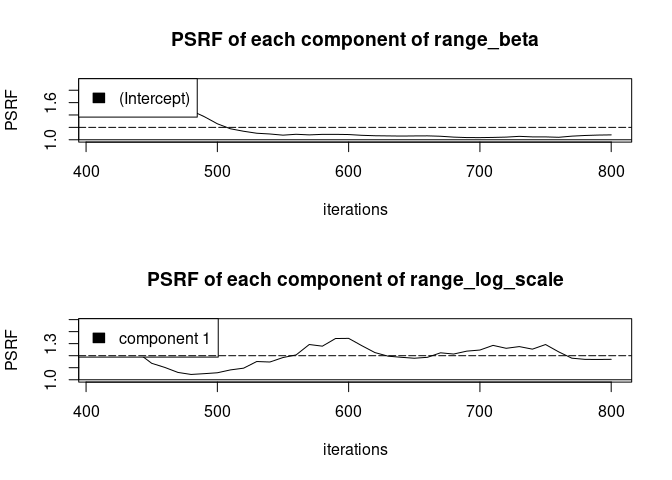 PSRF of each component of range_beta
PSRF
1.6
1.0
(Intercept)
400 500 600 700 800
iterations
PSRF of each component of range_log_scale
PSRF
1.3
1.0
component 1
400 500 600 700 800
iterations